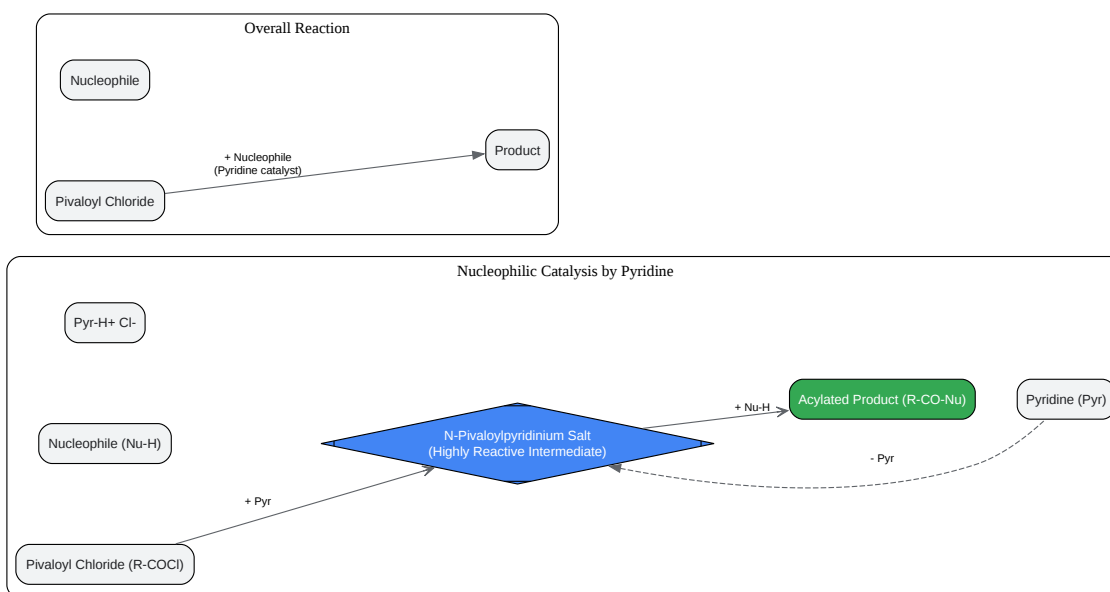 Overall Reaction
Nucleophile
+ Nucleophile
(Pyridine catalyst)
Product
Pivaloyl Chloride
Nucleophilic Catalysis by Pyridine
Pyr-H+ Cl-
Nucleophile (Nu-H)
N-Pivaloylpyridinium Salt
(Highly Reactive Intermediate)
+ Nu-H
Acylated Product (R-CO-Nu)
Pyridine (Pyr)
- Pyr
+ Pyr
Pivaloyl Chloride (R-COCl)